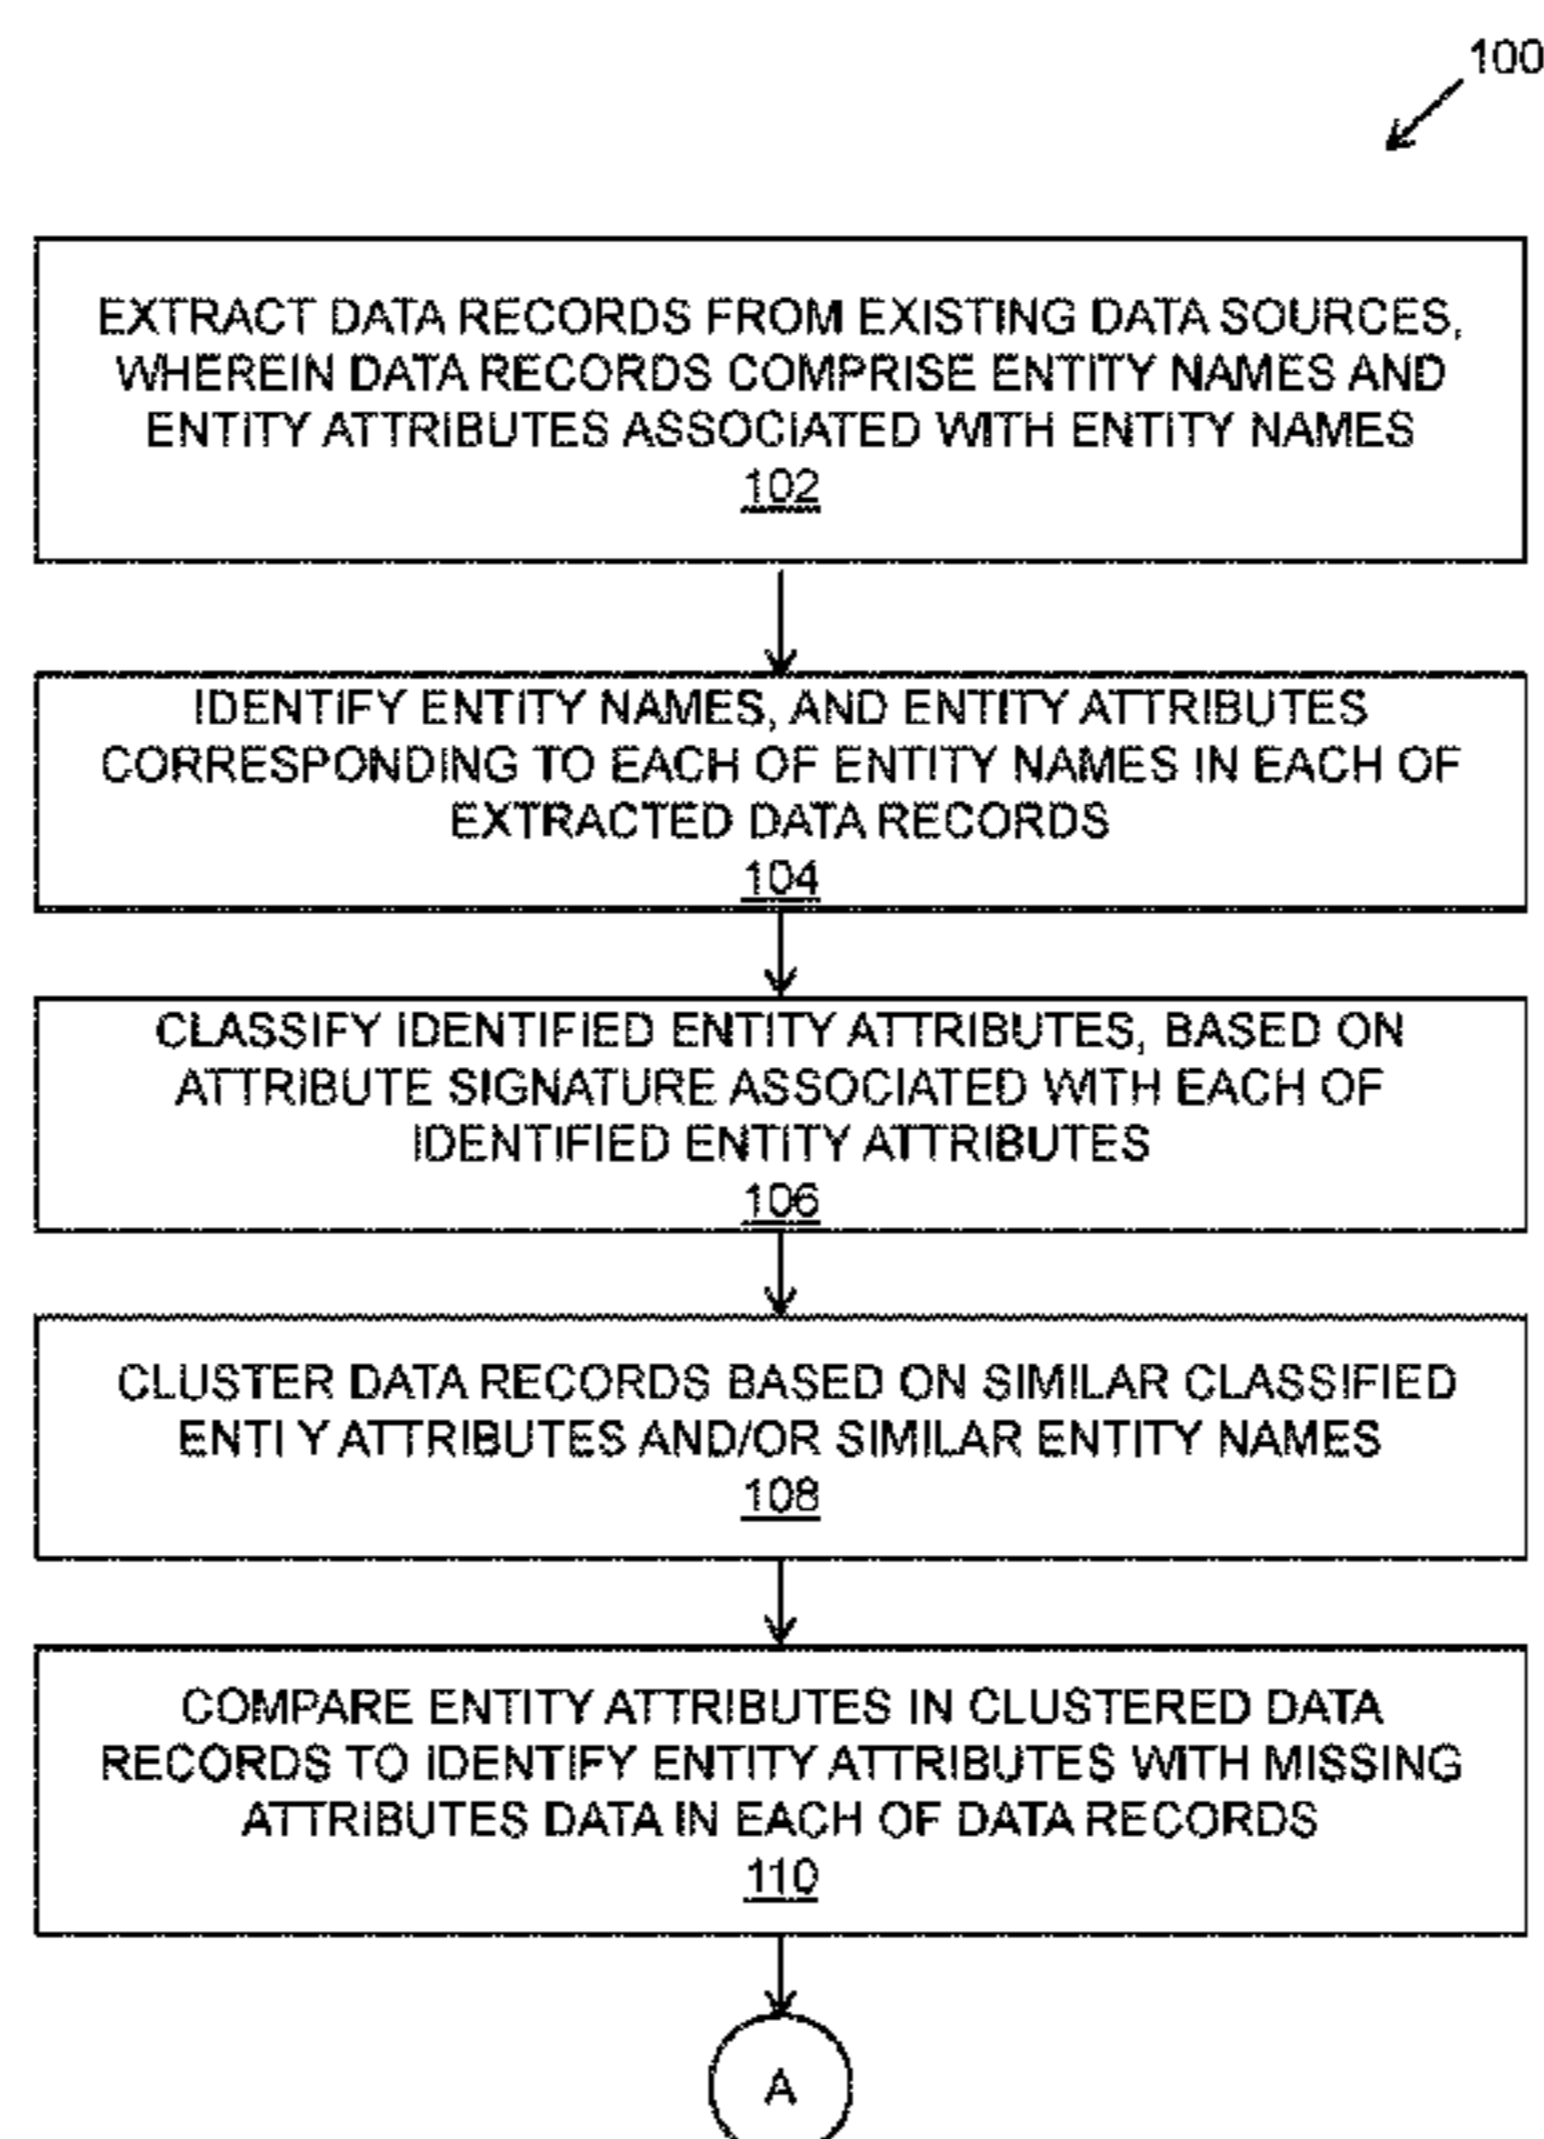 100
EXTRACT DATA RECORDS FROM EXISTING DATA SOURCES,
WHEREIN DATA RECORDS COMPRISE ENTITY NAMES AND
ENTITY ATTRIBUTES ASSOCIATED WITH ENTITY NAMES
102
IDENTIFY ENTITY NAMES, AND ENTITY ATTRIBUTES
CORRESPONDING TO EACH OF ENTITY NAMES IN EACH OF
EXTRACTED DATA RECORDS
104
CLASSIFY IDENTIFIED ENTITY ATTRIBUTES, BASED ON
ATTRIBUTE SIGNATURE ASSOCIATED WITH EACH OF
IDENTIFIED ENTITY ATTRIBUTES
106
CLUSTER DATA RECORDS BASED ON SIMILAR CLASSIFIED
ENTI Y ATTRIBUTES AND/OR SIMILAR ENTITY NAMES
108
COMPARE ENTITY ATTRIBUTES IN CLUSTERED DATA
RECORDS TO IDENTIFY ENTITY ATTRIBUTES WITH MISSING
ATTRIBUTES DATA IN EACH OF DATA RECORDS
110
A